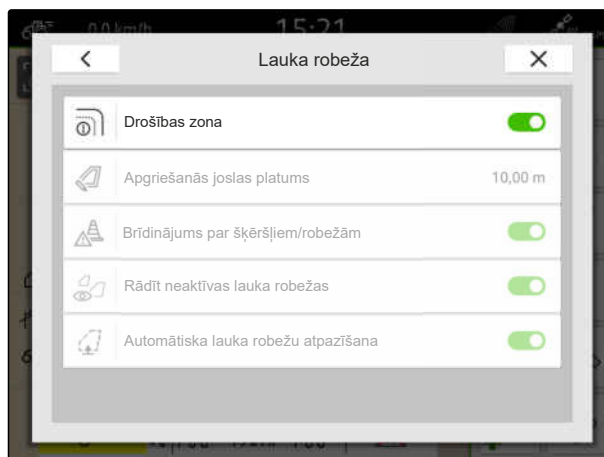 0.0 km/h 15:21
Lauka robeža
Drošības zona
Apgriešanās joslas platums 10,00 m
Brīdinājums par šķēršļiem/robežām
Rādīt neaktīvas lauka robežas
Automātiska lauka robežu atpazīšana